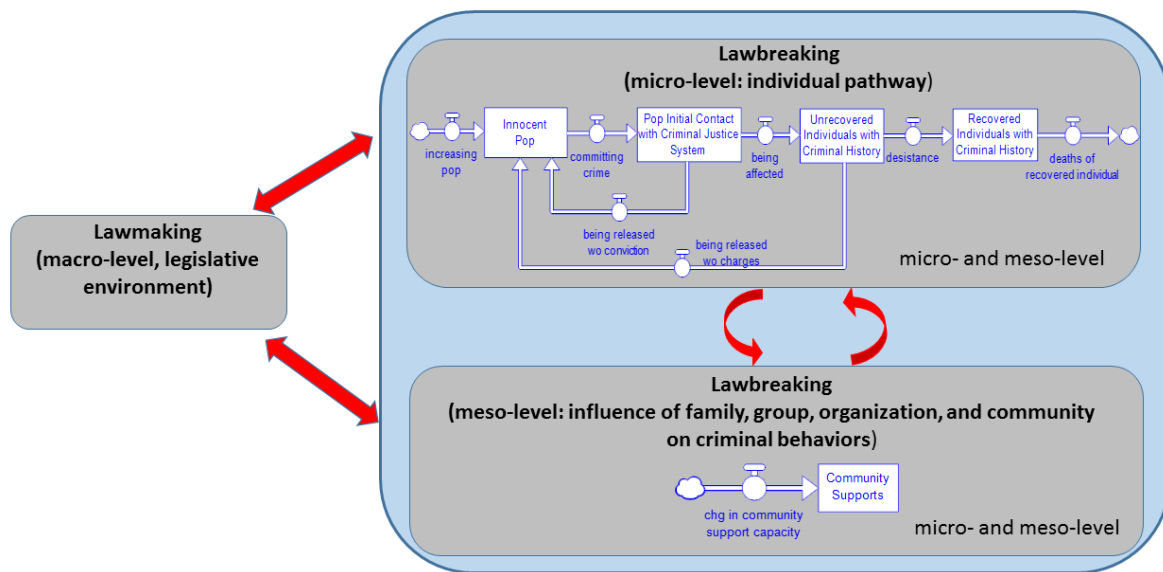 Lawbreaking
(micro-level: individual pathway)
Innocent
Pop
Pop Initial Contact
with Criminal Justice
System
Unrecovered
Individuals with
Criminal History
Recovered
Individuals with
Criminal History
increasing
pop
committing
crime
being
affected
desistance
deaths of
recovered individual
being released
wo conviction
being released
wo charges
micro- and meso-level
Lawmaking
(macro-level, legislative
environment)
Lawbreaking
(meso-level: influence of family, group, organization, and community
on criminal behaviors)
Community
Supports
chg in community
support capacity
micro- and meso-level